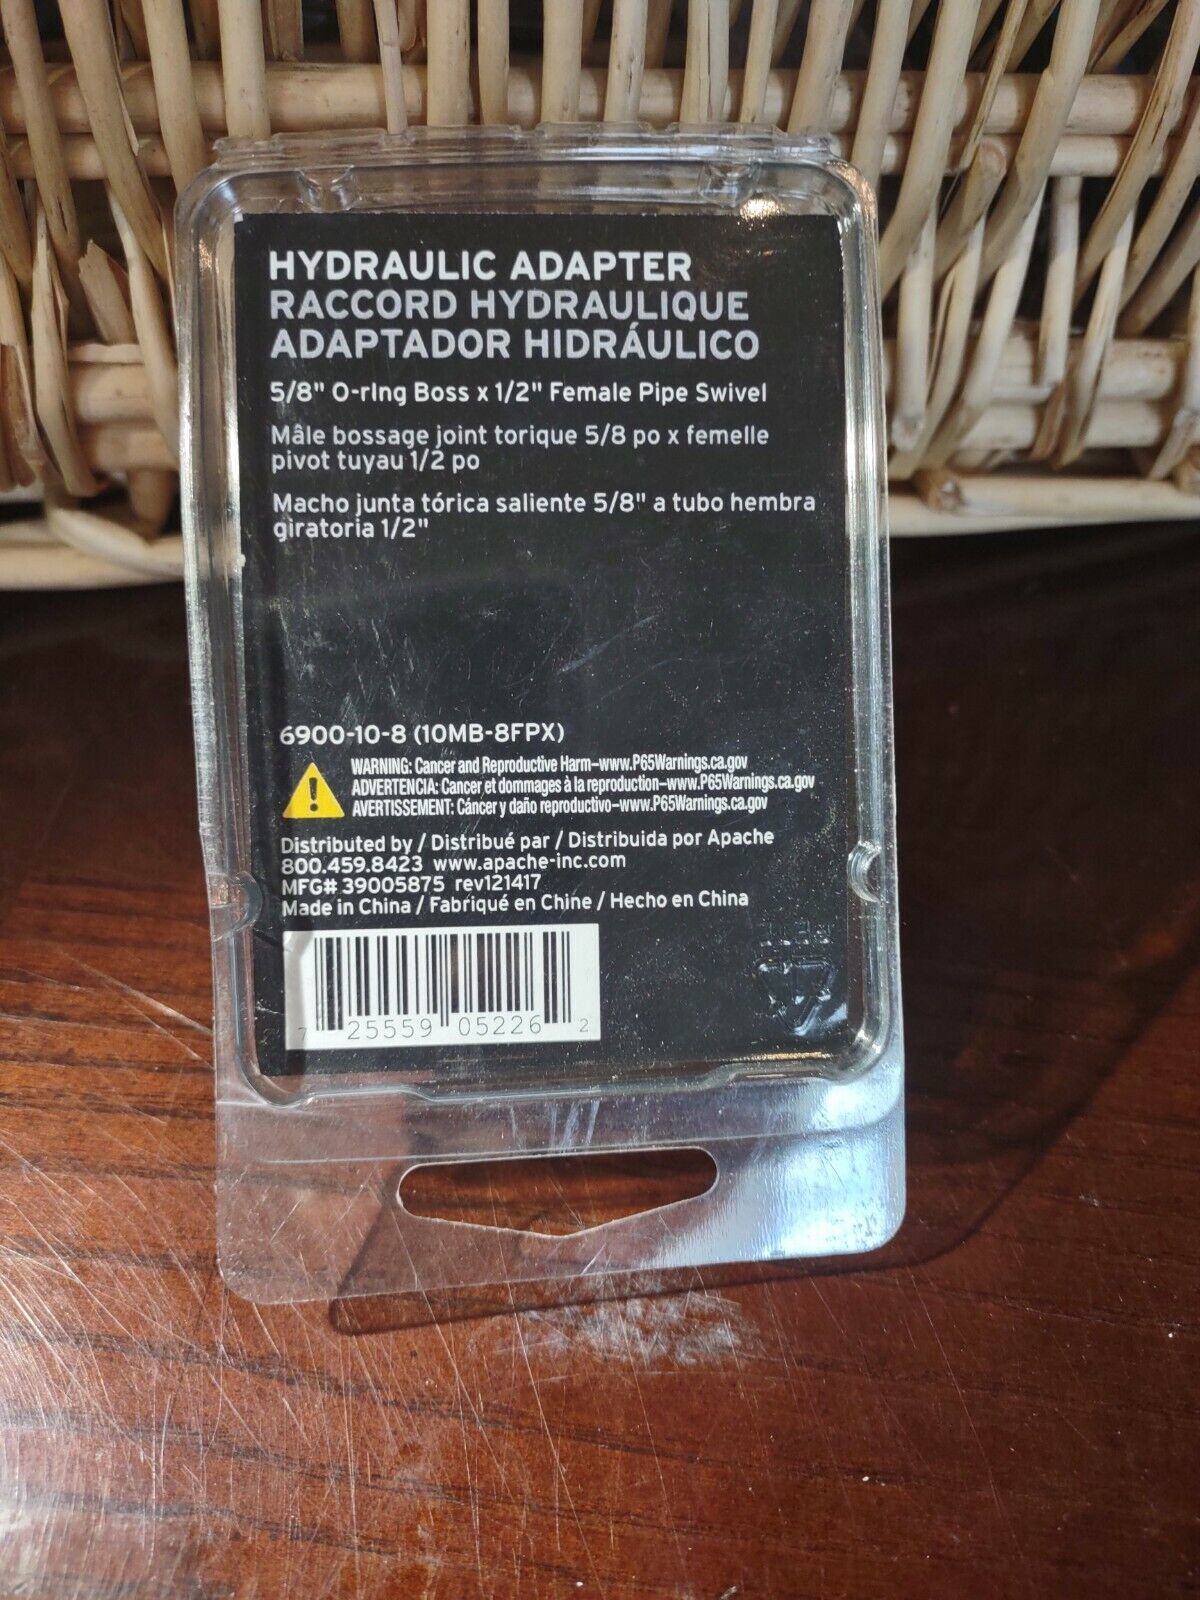 HYDRAULIC ADAPTER
RACCORD HYDRAULIQUE
ADAPTADOR HIDRÁULICO
5/8" O-rIng Boss x 1/2" Female Pipe Swivel
Mâle bossage joint torique 5/8 po x femelle
pivot tuyau 1/2 po
Macho junta tórica saliente 5/8" a tubo hembra
giratoria 1/2"
6900-10-8 (10MB-8FPX)
WARNING: Cancer and Reproductive Harm–www.P65Warnings.ca.gov
ADVERTENCIA: Cancer et dommages à la reproduction–www.P65Warnings.ca.gov
AVERTISSEMENT: Cáncer y daño reproductivo–www.P65Warnings.ca.gov
Distributed by / Distribué par / Distribuida por Apache
800.459.8423 www.apache-inc.com
MFG# 39005875 rev121417
Made in China / Fabriqué en Chine / Hecho en China
7 25559 05226 2